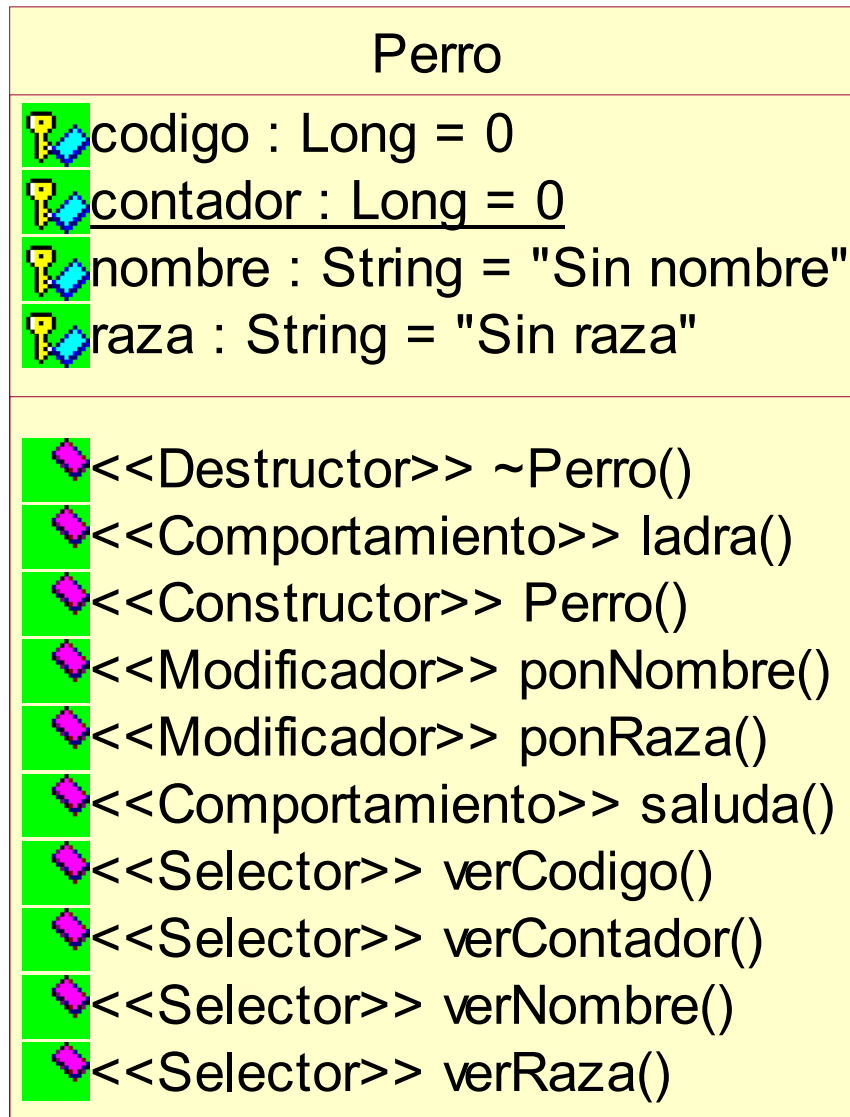 Perro
codigo : Long = 0
contador : Long = 0
nombre : String = "Sin nombre"
raza : String = "Sin raza"
<<Destructor>> ~Perro()
<<Comportamiento>> ladra()
<<Constructor>> Perro()
<<Modificador>> ponNombre()
<<Modificador>> ponRaza()
<<Comportamiento>> saluda()
<<Selector>> verCodigo()
<<Selector>> verContador()
<<Selector>> verNombre()
<<Selector>> verRaza()